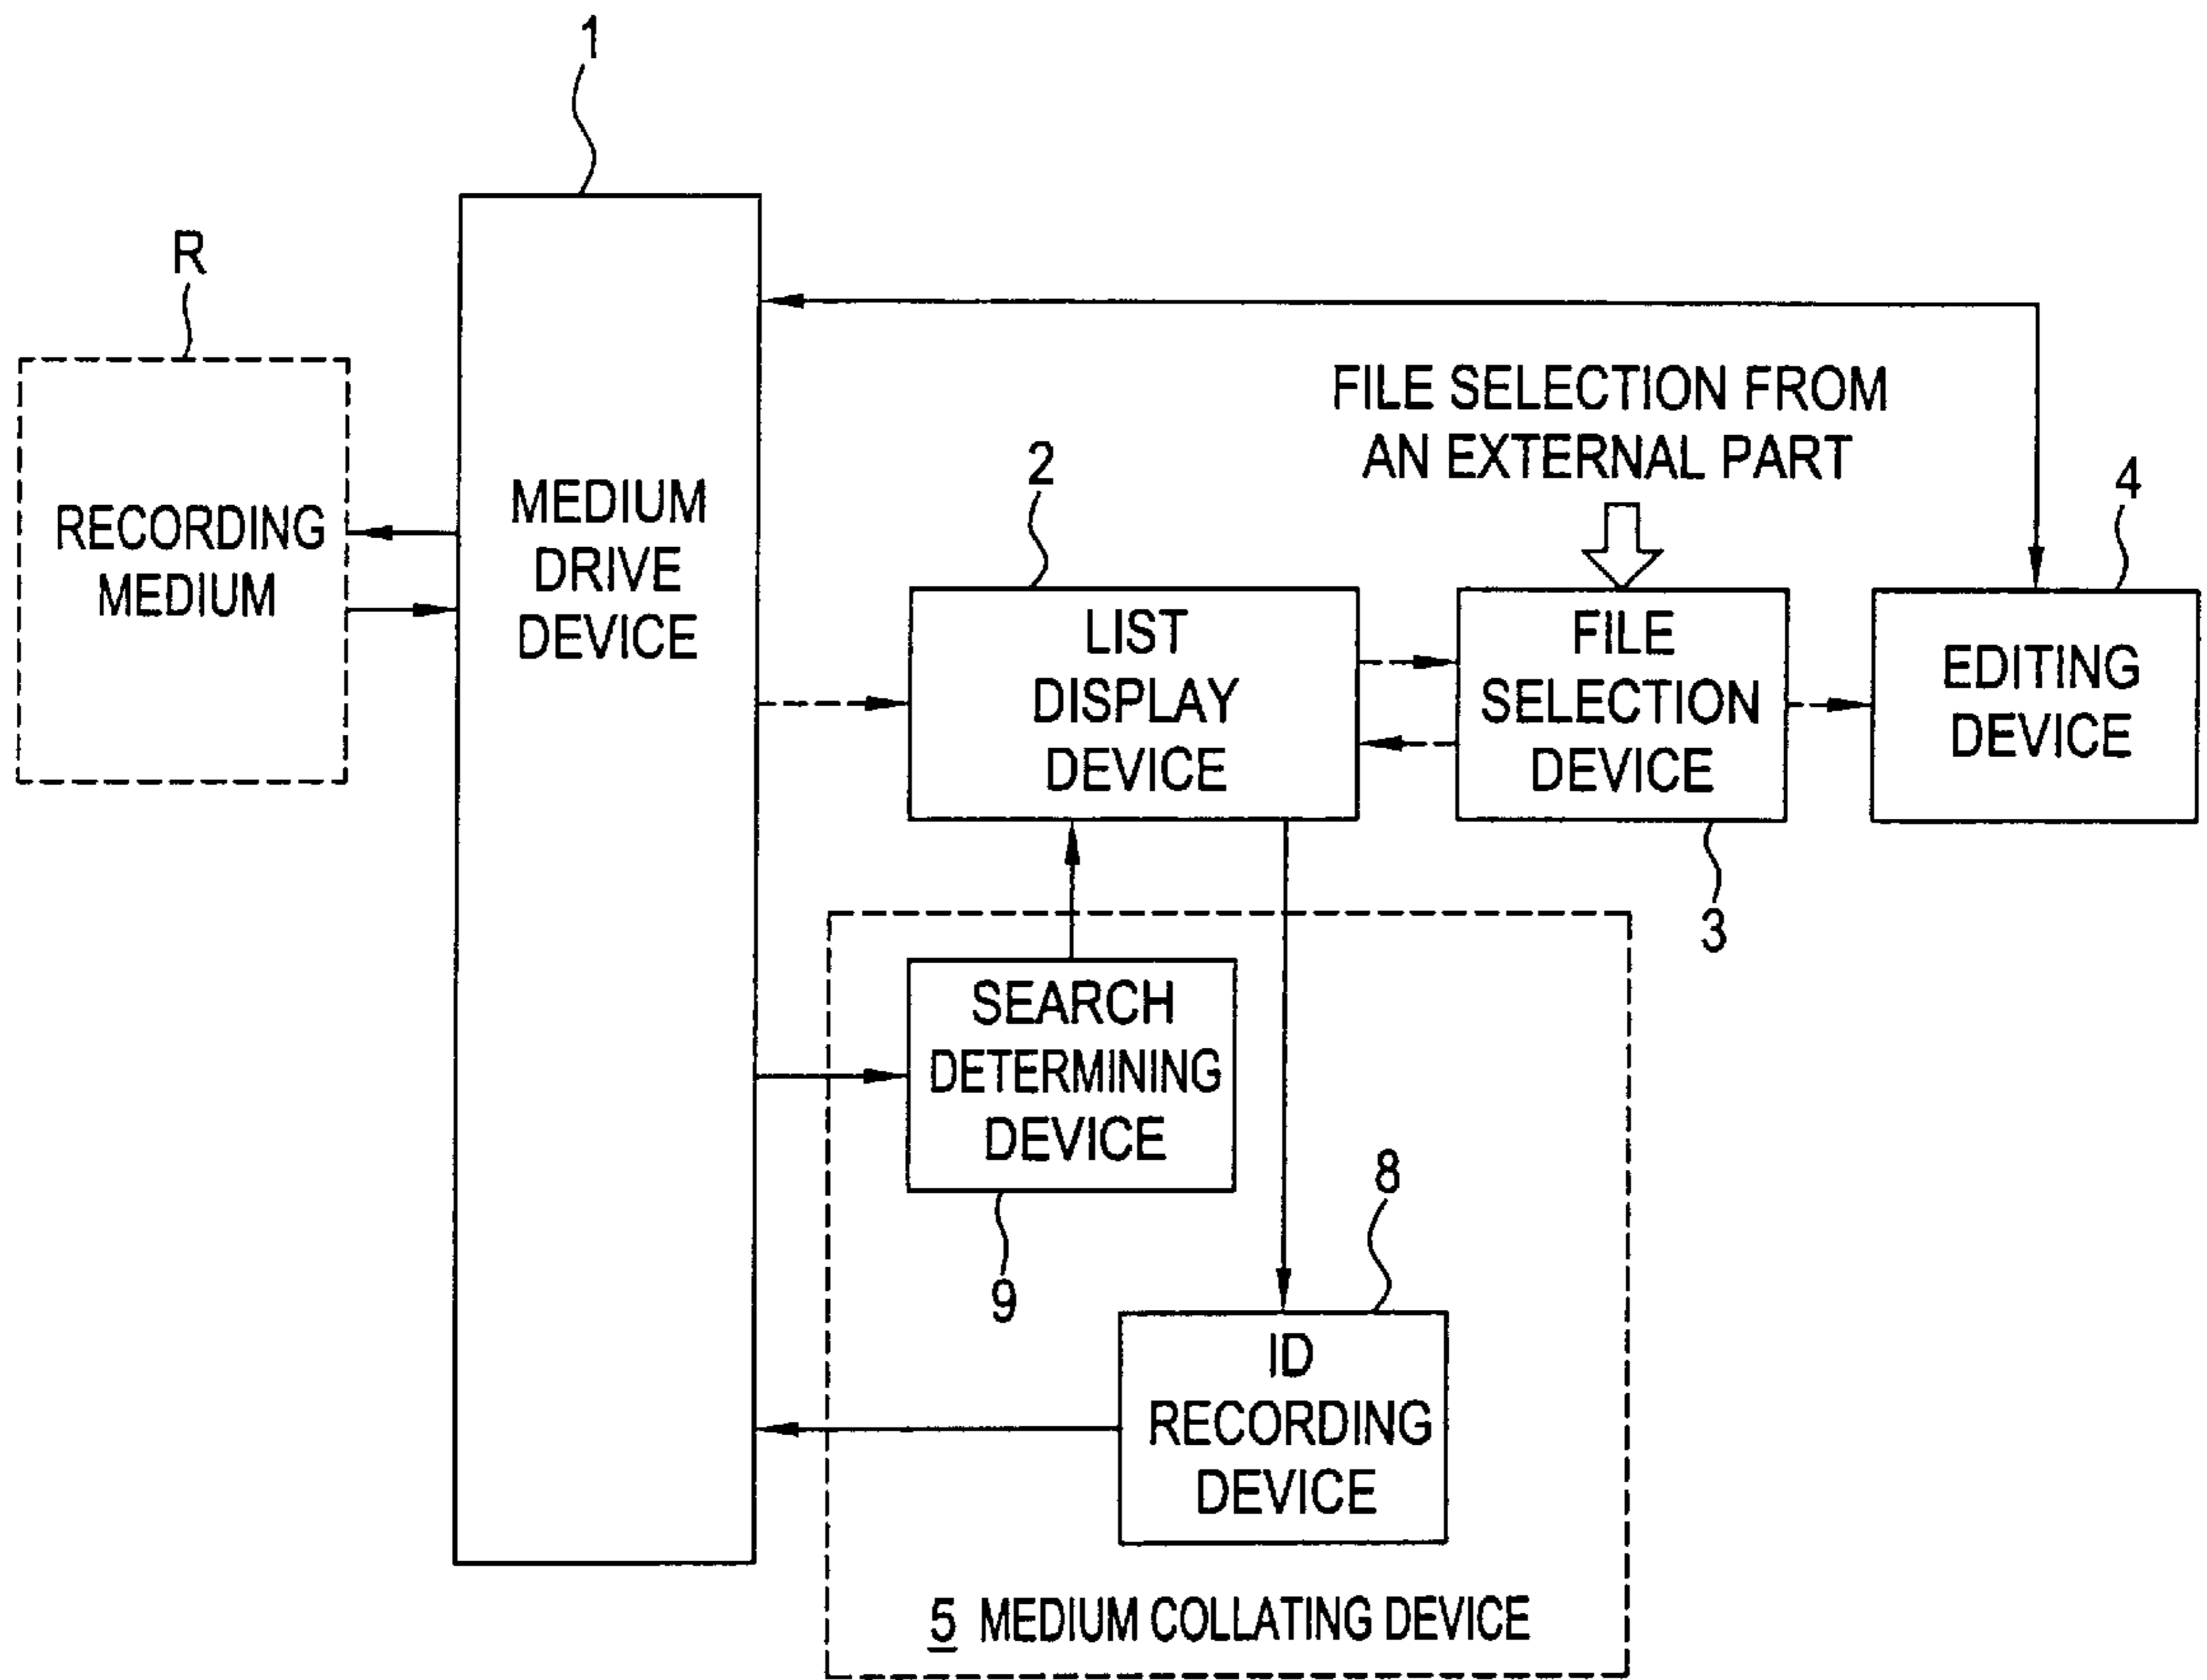 1
R
RECORDING
MEDIUM
MEDIUM
DRIVE
DEVICE
FILE SELECTION FROM
AN EXTERNAL PART
2
LIST
DISPLAY
DEVICE
FILE
SELECTION
DEVICE
3
4
EDITING
DEVICE
SEARCH
DETERMINING
DEVICE
9
8
ID
RECORDING
DEVICE
5 MEDIUM COLLATING DEVICE